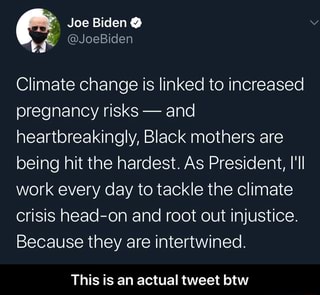 Joe Biden
@JoeBiden
Climate change is linked to increased
pregnancy risks — and
heartbreakingly, Black mothers are
being hit the hardest. As President, I'll
work every day to tackle the climate
crisis head-on and root out injustice.
Because they are intertwined.
This is an actual tweet btw